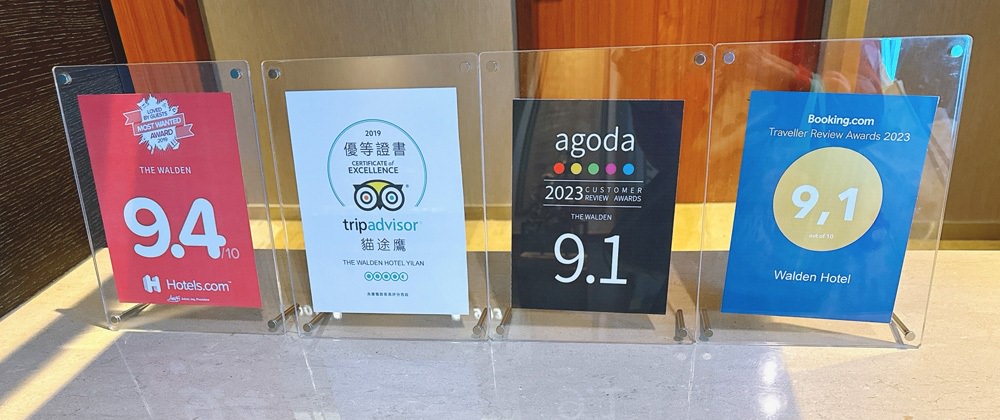 LOVED
BY GUESTS
MOST WANTED
AWARD
2019
THE WALDEN
9.4/10
Hotels.com™
2019
優等證書
CERTIFICATE of
EXCELLENCE
tripadvisor®
貓途鷹
THE WALDEN HOTEL YILAN
agoda
2023 CUSTOMER
REVIEW AWARDS
THE WALDEN
9.1
Booking.com
Traveller Review Awards 2023
9,1
out of 10
Walden Hotel